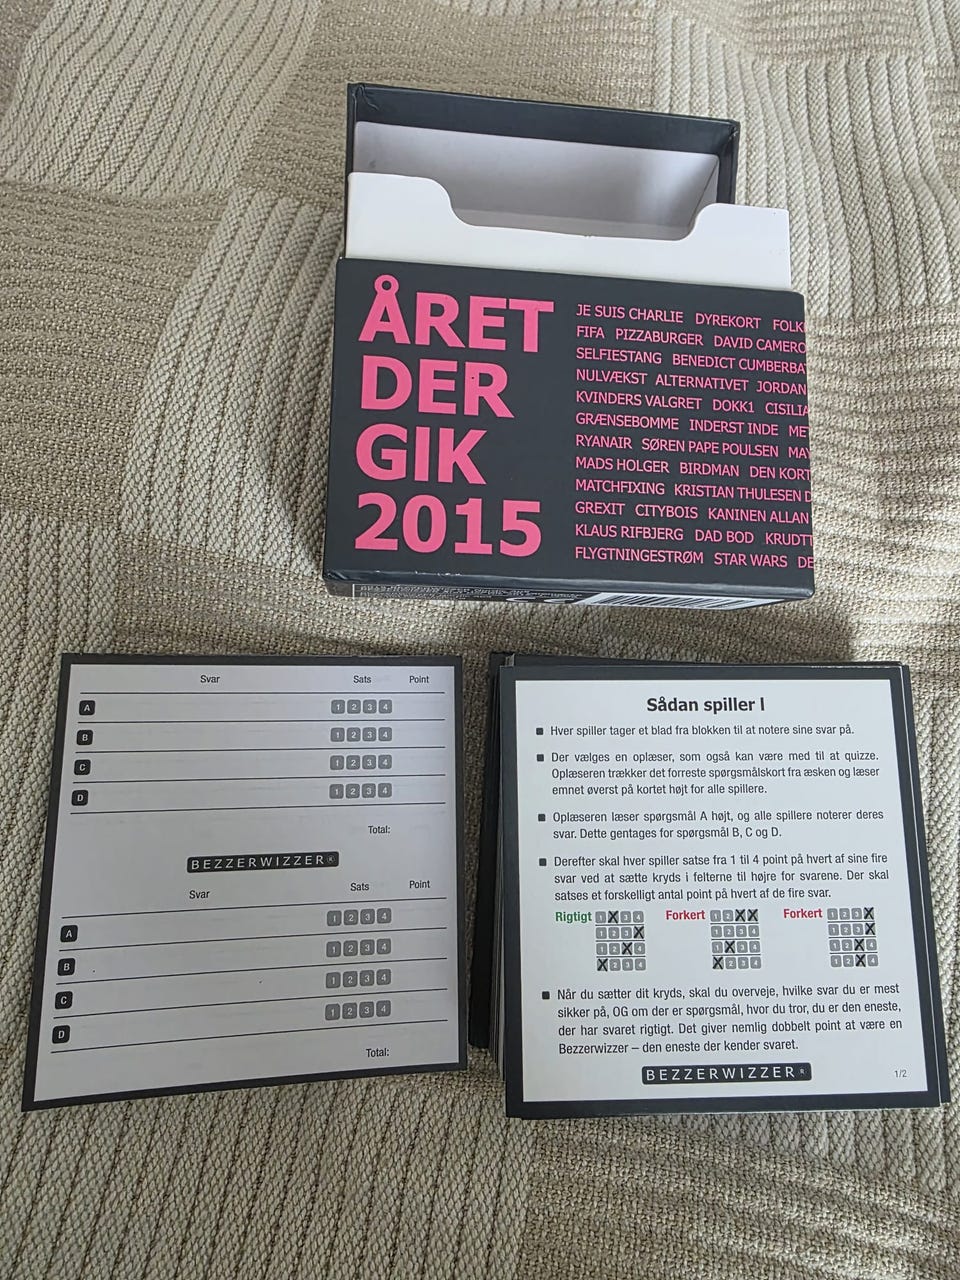 ÅRET
DER
GIK
2015
JE SUIS CHARLIE DYREKORT
FIFA PIZZABURGER DAVID
SELFIESTANG BENEDICT
NULVÆKST ALTERNATIVET JORDAN
KVINDERS VALGRET DOKK1
GRÆNSEBOMME INDERST INDE
RYANAIR SØREN PAPE POULSEN
MADS HOLGER BIRDMAN DEN
MATCHFIXING KRISTIAN THULESEN
GREXIT CITYBOIS KANINEN ALLAN
KLAUS RIFBJERG DAD BOD
FLYGTNINGESTRØM STAR WARS
Svar Sats Point
A 1 2 3 4
B 1 2 3 4
C 1 2 3 4
D 1 2 3 4
Total:
BEZZERWIZZER®
Svar Sats Point
A 1 2 3 4
B 1 2 3 4
C 1 2 3 4
D 1 2 3 4
Total:
Sådan spiller I
Hver spiller tager et blad fra blokken til at notere sine svar på.
Der vælges en oplæser, som også kan være med til at quizze.
Oplæseren trækker det forreste spørgsmålskort fra æsken og læser
emnet øverst på kortet højt for alle spillere.
Oplæseren læser spørgsmål A højt, og alle spillere noterer deres
svar. Dette gentages for spørgsmål B, C og D.
Derefter skal hver spiller satse fra 1 til 4 point på hvert af sine fire
svar ved at sætte kryds i felterne til højre for svarene. Der skal
satses et forskelligt antal point på hvert af de fire svar.
Rigtigt Forkert Forkert
Når du sætter dit kryds, skal du overveje, hvilke svar du er mest
sikker på, OG om der er spørgsmål, hvor du tror, du er den eneste,
der har svaret rigtigt. Det giver nemlig dobbelt point at være en
Bezzerwizzer – den eneste der kender svaret.
BEZZERWIZZER®
1/2